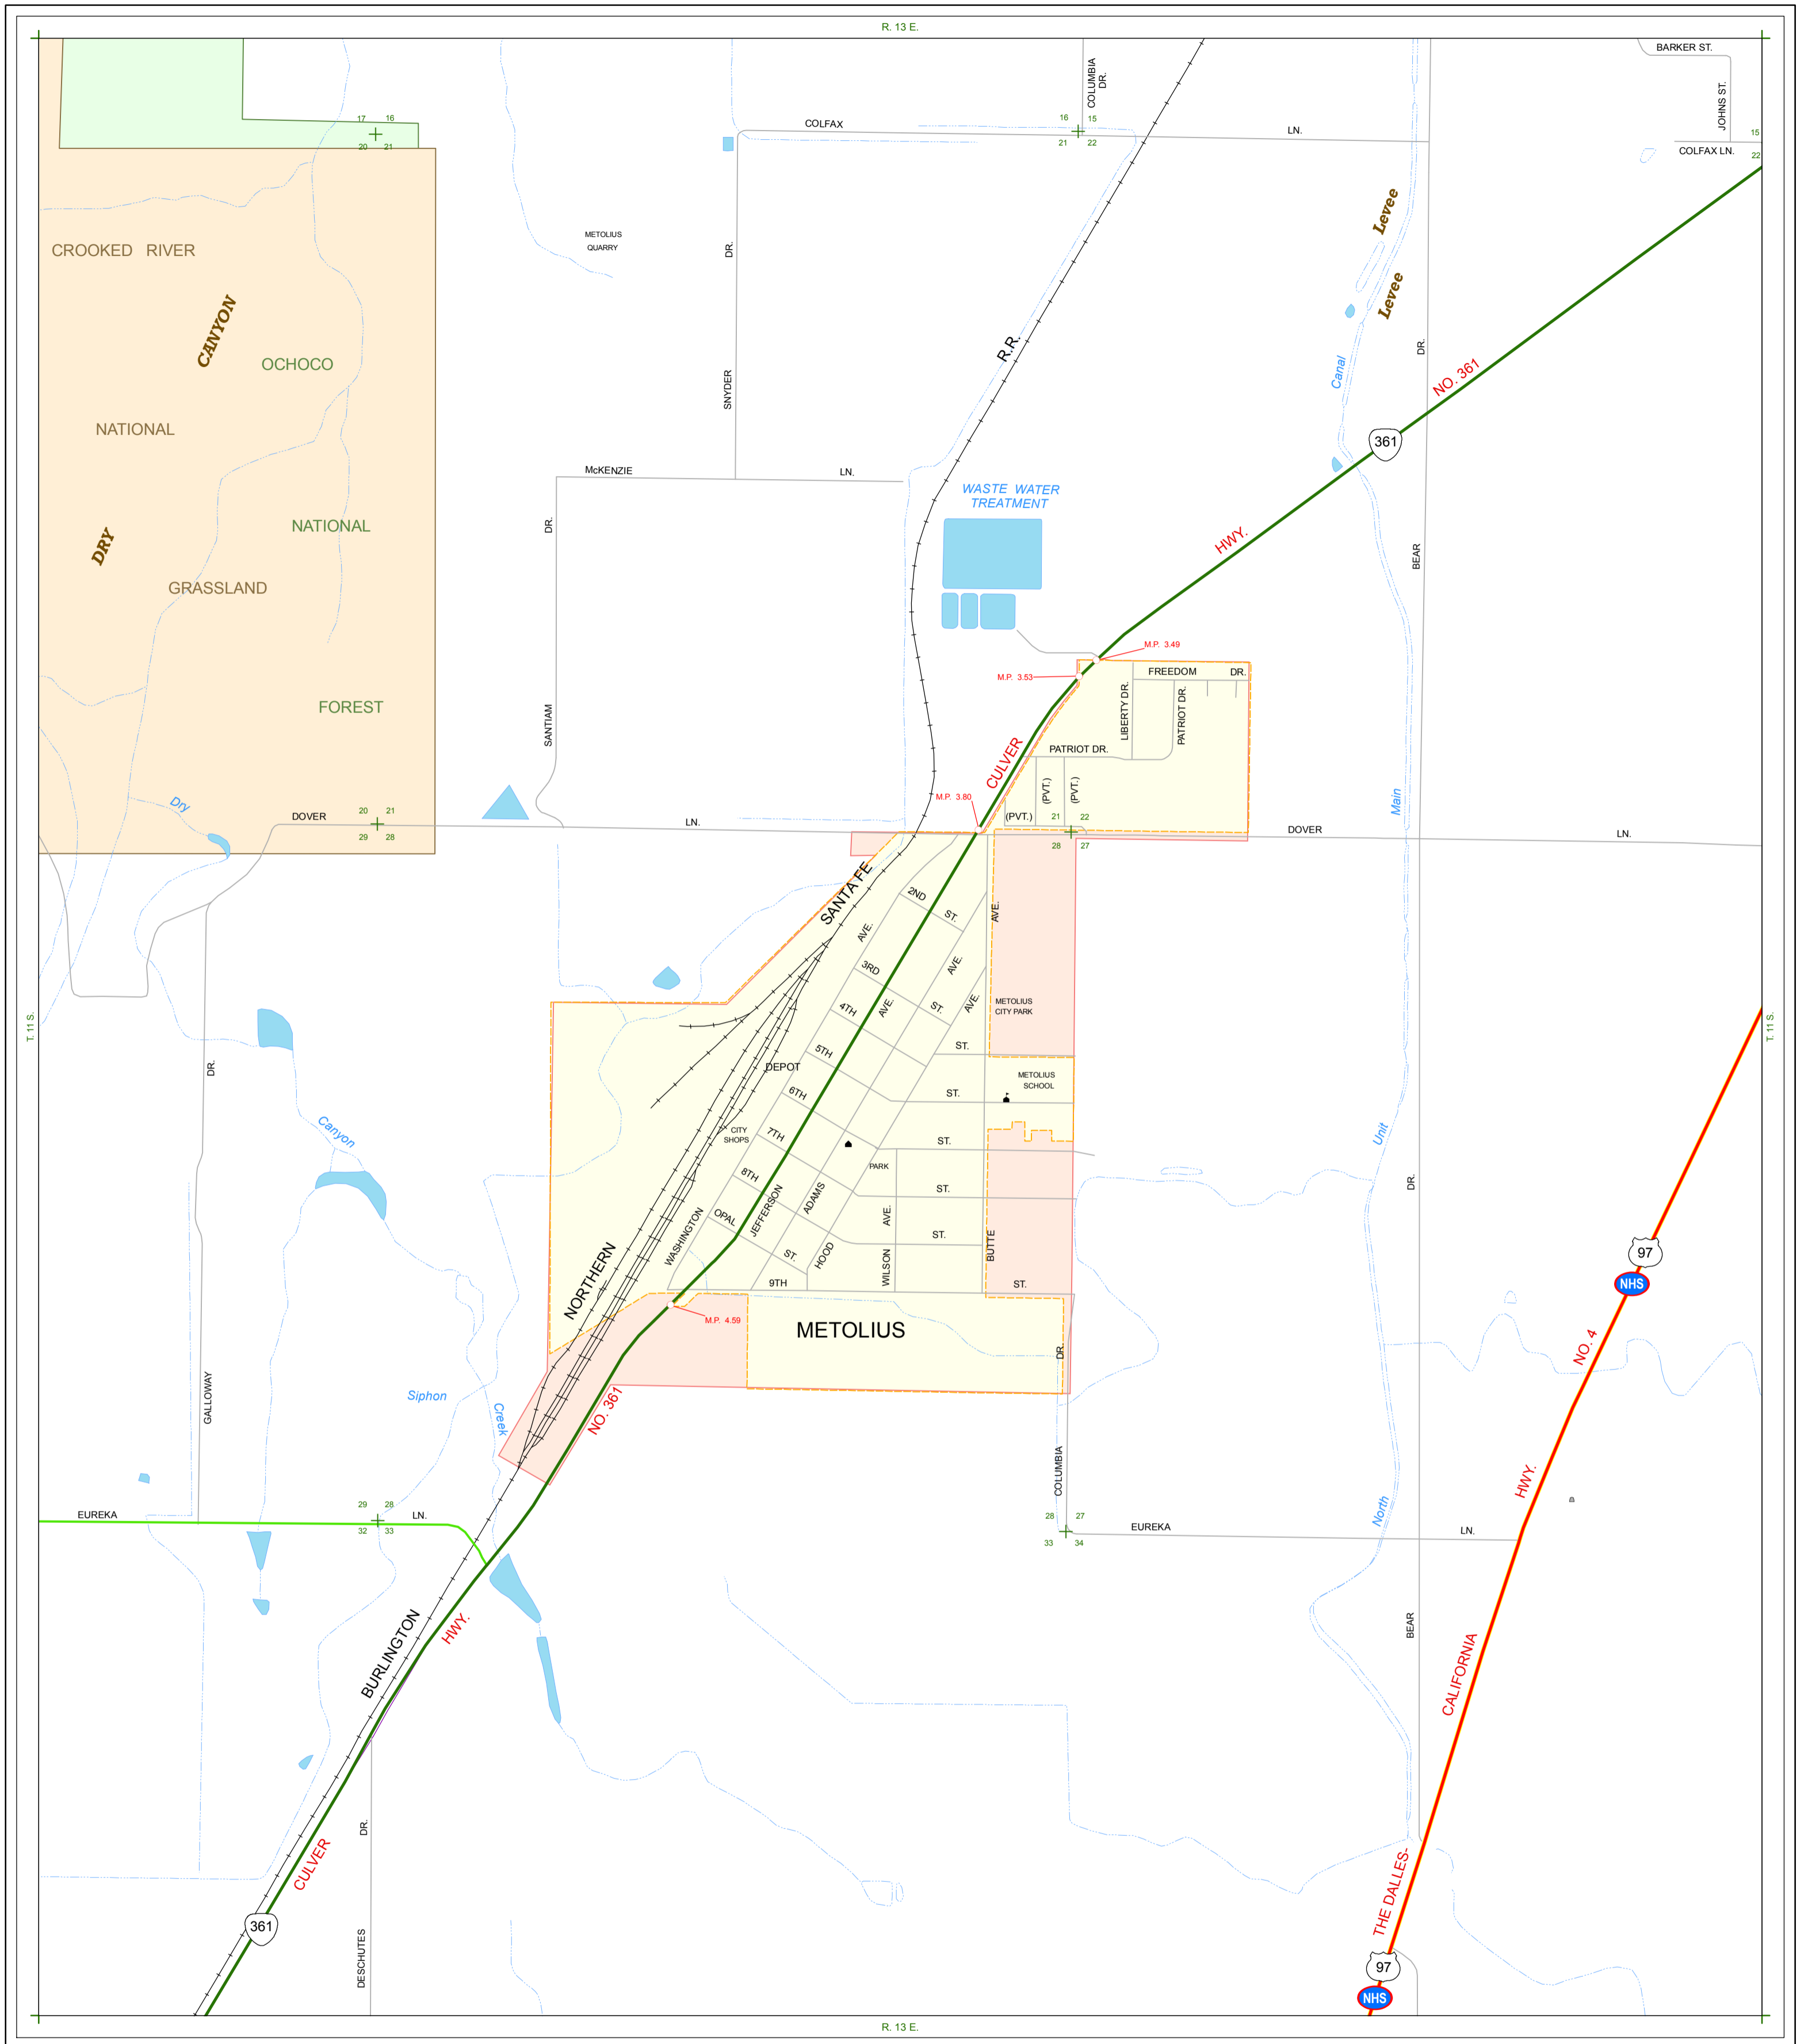 R. 13 E.
BARKER ST.
COLUMBIA
DR.
JOHNS ST.
17 16
20 21
16 15
21 22
COLFAX
LN.
15
22
COLFAX LN.
CROOKED RIVER
METOLIUS
QUARRY
DR.
Levee
Levee
CANYON
OCHOCO
R.R.
Canal
DR.
NO. 361
SNYDER
NATIONAL
361
McKENZIE
LN.
WASTE WATER
TREATMENT
NATIONAL
DR.
DRY
HWY.
BEAR
GRASSLAND
M.P. 3.49
M.P. 3.53
FREEDOM
DR.
FOREST
SANTIAM
LIBERTY DR.
PATRIOT DR.
PATRIOT DR.
CULVER
(PVT.)
(PVT.)
M.P. 3.80
Main
Dry
DOVER
20 21
29 28
LN.
(PVT.)
21 22
28 27
DOVER
LN.
SANTA FE
2ND
ST.
AVE.
AVE.
3RD
AVE.
ST.
4TH
AVE.
AVE.
METOLIUS
CITY PARK
T. 11 S.
T. 11 S.
5TH
ST.
DEPOT
DR.
METOLIUS
SCHOOL
6TH
ST.
Canyon
CITY
SHOPS
7TH
ST.
Unit
PARK
8TH
ST.
DR.
OPAL
ST.
WASHINGTON
JEFFERSON
ADAMS
HOOD
AVE.
WILSON
ST.
BUTTE
NORTHERN
9TH
ST.
97
NHS
M.P. 4.59
METOLIUS
DR.
NO. 4
GALLOWAY
Siphon
Creek
NO. 361
COLUMBIA
HWY.
EUREKA
29 28
32 33
LN.
28 27
33 34
EUREKA
LN.
North
BURLINGTON
HWY.
BEAR
CALIFORNIA
DR.
CULVER
THE DALLES-
361
DESCHUTES
97
NHS
R. 13 E.